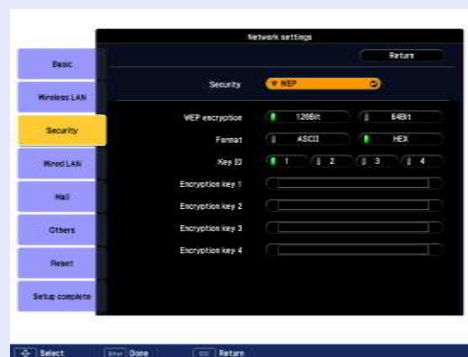 Network settings
Return
Basic
Security WEP
Wireless LAN
WEP encryption 128Bit 64Bit
Security
Format ASCII HEX
Wired LAN
Key ID 1 2 3 4
Encryption key 1
Mail
Encryption key 2
Others
Encryption key 3
Encryption key 4
Reset
Setup complete
Select Enter Done Esc Return